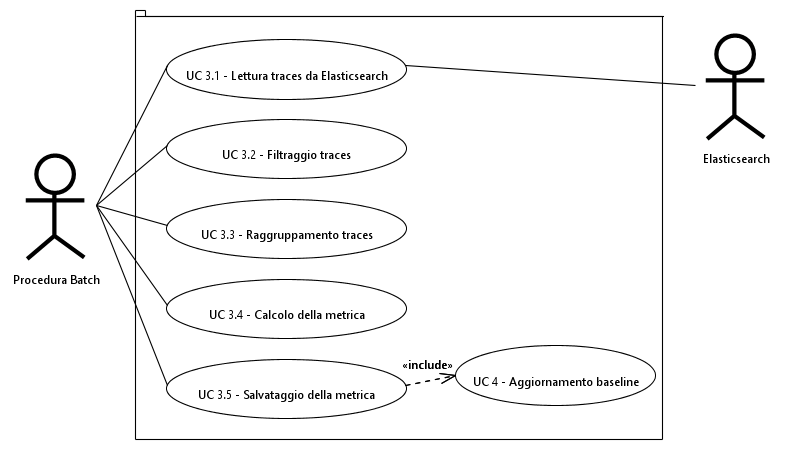 UC 3.1 - Lettura traces da Elasticsearch
Elasticsearch
UC 3.2 - Filtraggio traces
UC 3.3 - Raggruppamento traces
Procedura Batch
UC 3.4 - Calcolo della metrica
«include»
UC 4 - Aggiornamento baseline
UC 3.5 - Salvataggio della metrica